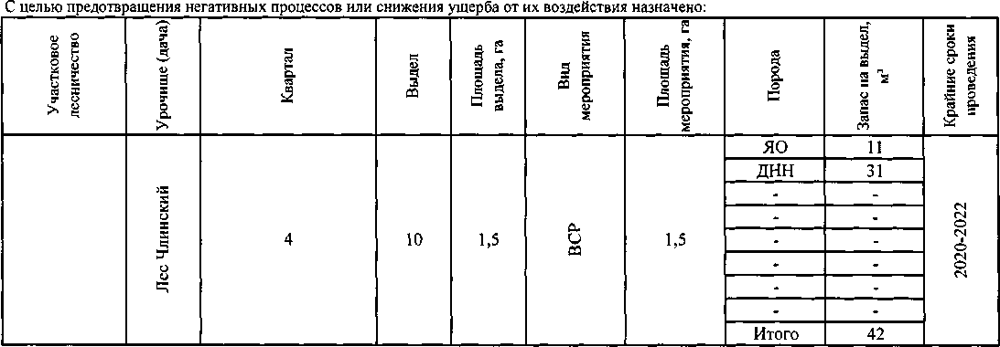 С целью предотвращения негативных процессов или снижения ущерба от их воздействия назначено:
Участковое
лесничество
Урочище (дача)
Квартал
Выдел
Площадь
выдела, га
Вид
мероприятия
Площадь
мероприятия, га
Порода
Запас на выдел,
м³
Крайние сроки
проведения
Лес Члинский
4
10
1,5
ВСР
1,5
ЯО 11
ДНН 31
- -
- -
- -
- -
- -
- -
Итого 42
2020-2022